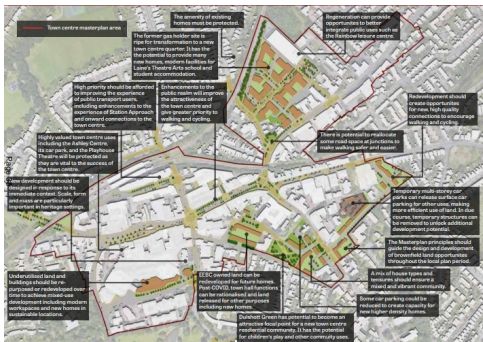 Town centre masterplan area
The amenity of existing
homes must be protected.
Regeneration can provide
opportunites to better
integrate public uses such as
the Rainbow leisure centre.
The former gas holder site is
ripe for transformation to a new
town centre quarter. It has the
the potential to provide many
new homes, modern facilities for
Laine's Theatre Arts school and
student accommodation.
High priority should be afforded
to improving the experience
of public transport users,
including enhancements to the
experience of Station Approach
and onward connections to the
town centre.
Enhancements to the
public realm will improve
the attractiveness of
the town centre and
give greater priority to
walking and cycling.
Redevelopment should
create opportunities
for new, high quality
connections to encourage
walking and cycling.
Highly valued town centre uses
including the Ashley Centre,
its car park, and the Playhouse
Theatre will be protected as
they are vital to the success of
the town centre.
There is potential to reallocate
some road space at junctions to
make walking safer and easier.
New development should be
designed in response to its
immediate context. Scale, form
and mass are particularly
important in heritage settings.
Temporary multi-storey car
parks can release surface car
parking for other uses, making
more efficient use of land. In due
course, temporary structures can
be removed to unlock additional
development potential.
The Masterplan principles should
guide the design and development
of brownfield land opportunities
throughout the local plan period.
Underutilised land and
buildings should be re-
purposed or redeveloped over
time to achieve mixed-use
development including modern
workspaces and new homes in
sustainable locations.
EEBC owned land can be
redeveloped for future homes.
Post-COVID, town hall functions
can be rationalised and land
released for other purposes
including new homes.
A mix of house types and
tenures should ensure a
mixed and vibrant community.
Some car parking could be
reduced to create capacity for
new higher density homes.
Dulshott Green has potential to become an
attractive focal point for a new town centre
residential community. It has the potential
for children's play and other community uses.